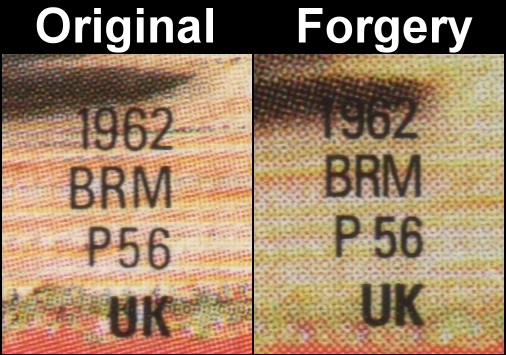 Original
1962
BRM
P56
UK
Forgery
1962
BRM
P 56
UK